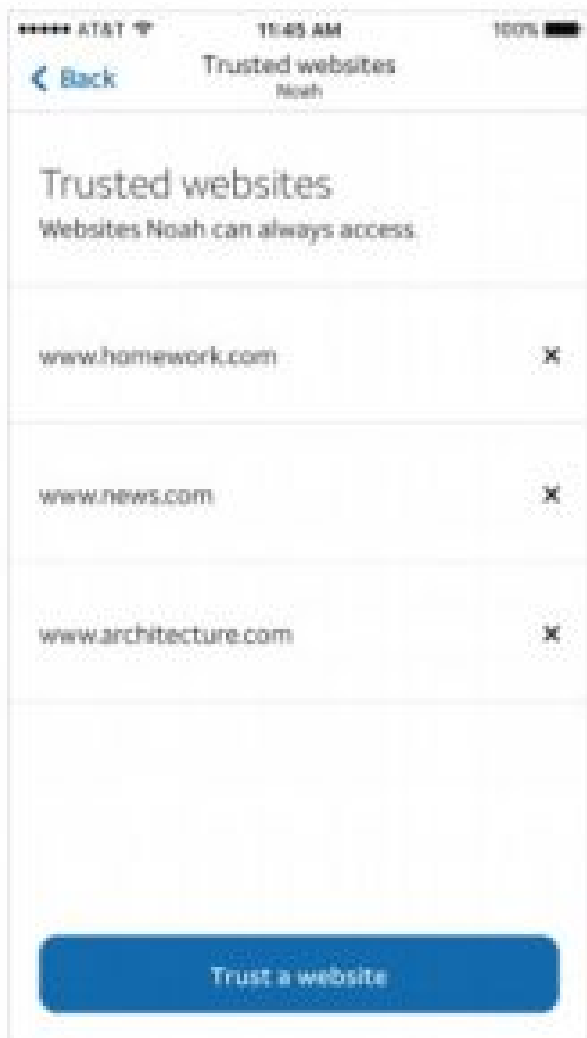 AT&T 11:45 AM 100%
Back Trusted websites
Noah
Trusted websites
Websites Noah can always access.
www.homework.com
www.news.com
www.architecture.com
Trust a website